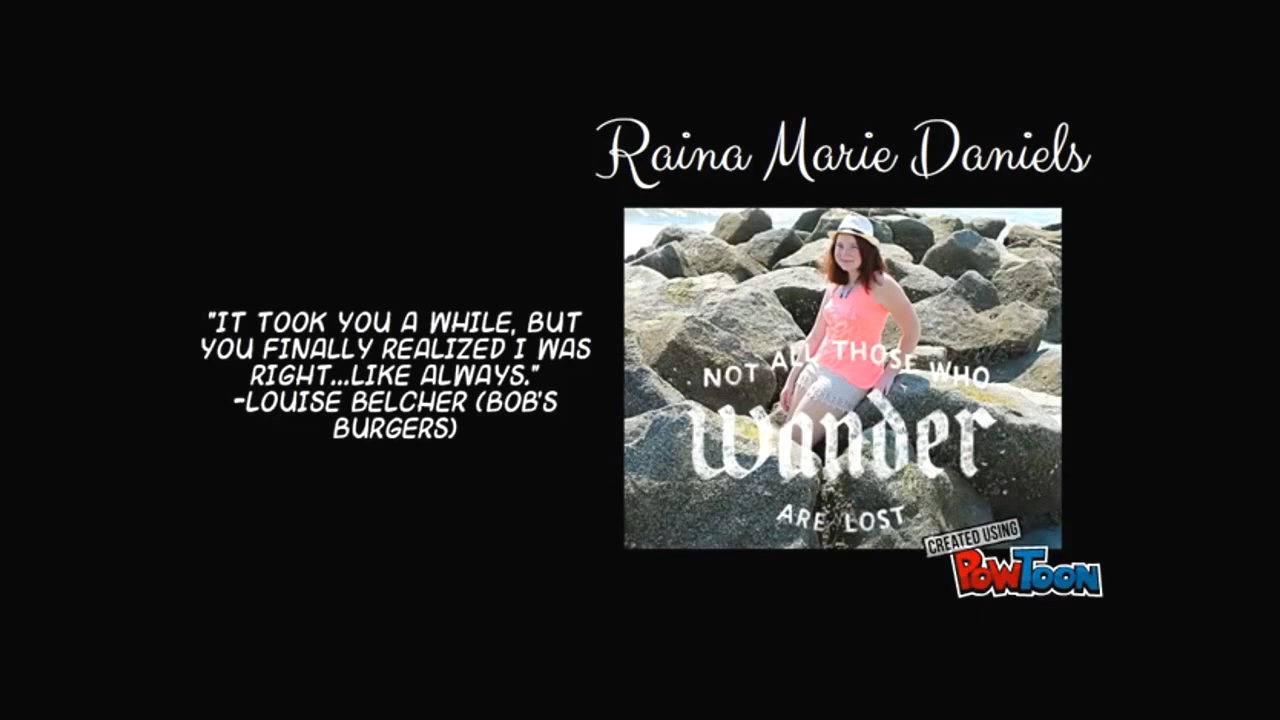 Raina Marie Daniels
"IT TOOK YOU A WHILE, BUT
YOU FINALLY REALIZED I WAS
RIGHT...LIKE ALWAYS."
-LOUISE BELCHER (BOB'S
BURGERS)
NOT ALL THOSE WHO
Wander
ARE LOST
CREATED USING
POWTOON